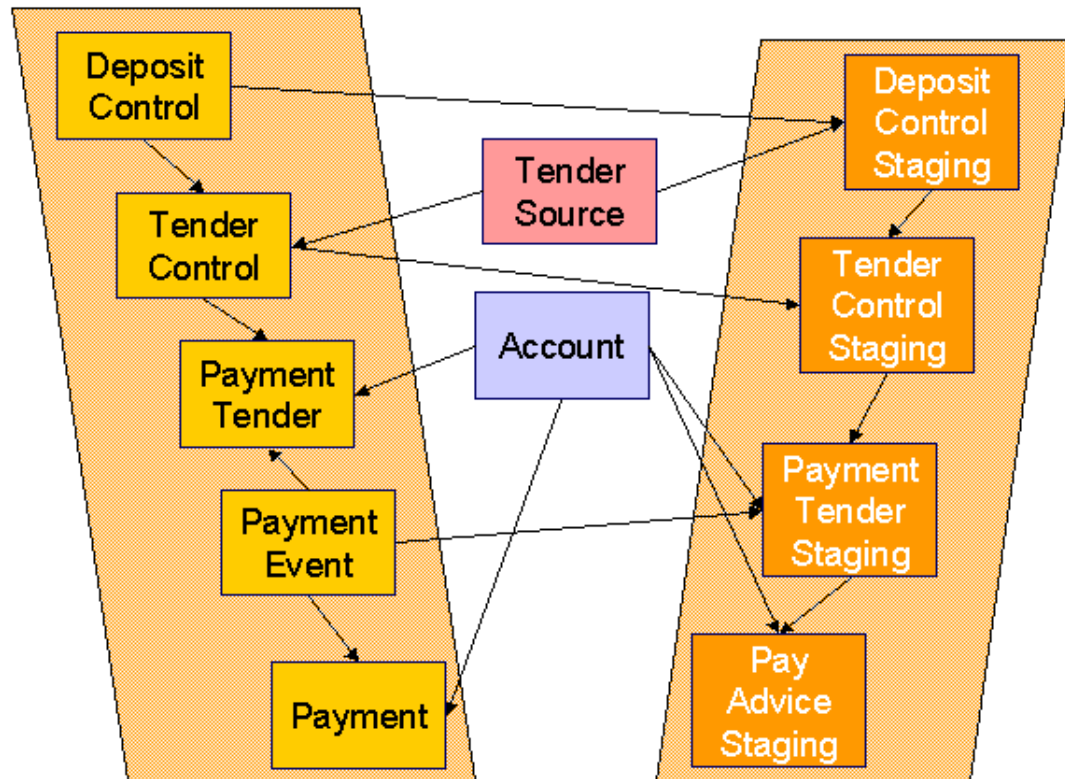 Deposit
Control
Tender
Control
Payment
Tender
Payment
Event
Payment
Tender
Source
Account
Deposit
Control
Staging
Tender
Control
Staging
Payment
Tender
Staging
Pay
Advice
Staging